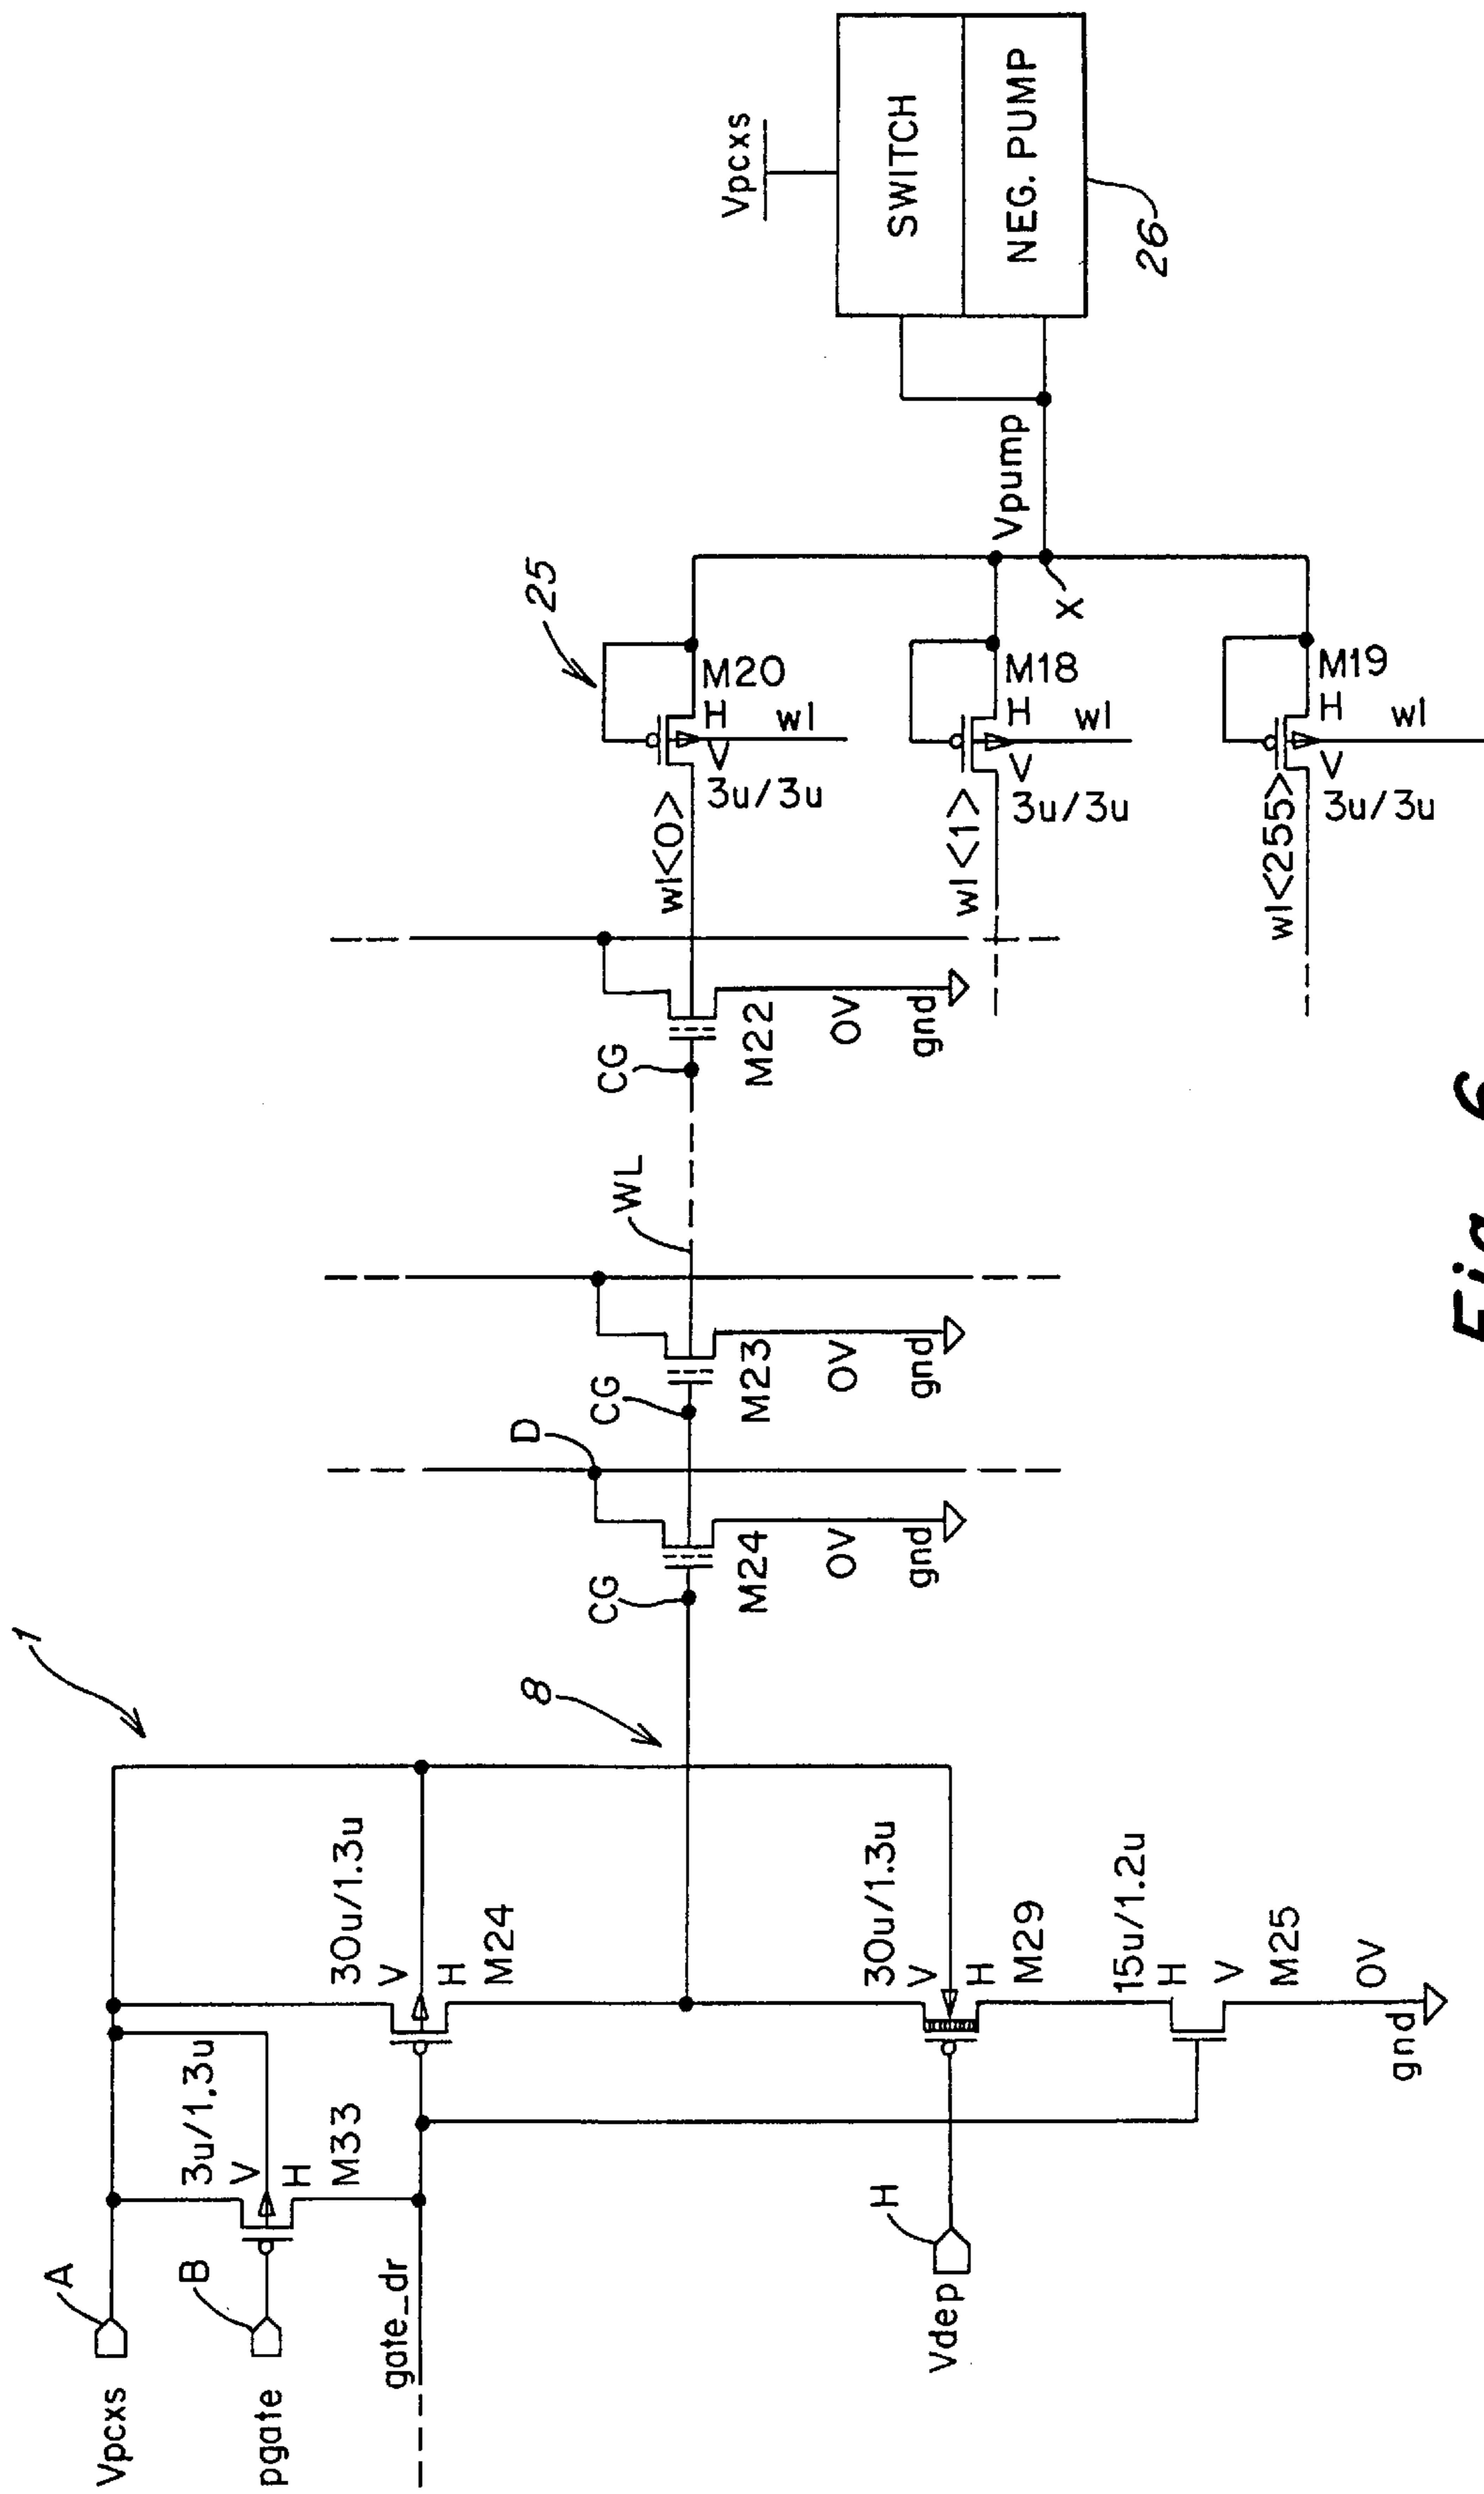 Vpcxs
A
pgate
B
gate_dr
3u/1.3u
V
H
M33
30u/1.3u
V
H
M24
Vdep
H
30u/1.3u
V
H
M29
15u/1.2u
H
V
M25
0V
gnd
1
8
CG
M24
0V
gnd
D
CG
M23
0V
gnd
WL
CG
M22
0V
gnd
wl<0>
25
M20
H
wl
V
3u/3u
wl<1>
M18
H
wl
V
3u/3u
wl<255>
M19
H
wl
V
3u/3u
X
Vpump
Vpcxs
SWITCH
NEG. PUMP
26